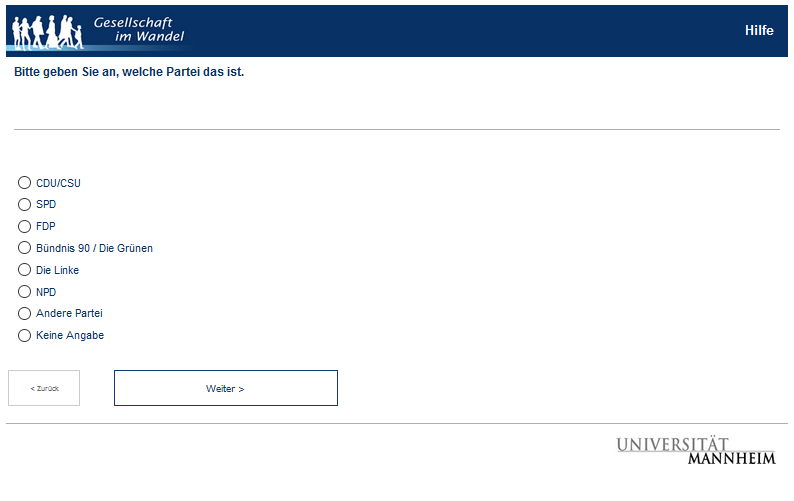 Gesellschaft
im Wandel
Hilfe
Bitte geben Sie an, welche Partei das ist.
CDU/CSU
SPD
FDP
Bündnis 90 / Die Grünen
Die Linke
NPD
Andere Partei
Keine Angabe
< Zurück
Weiter >
UNIVERSITÄT
MANNHEIM